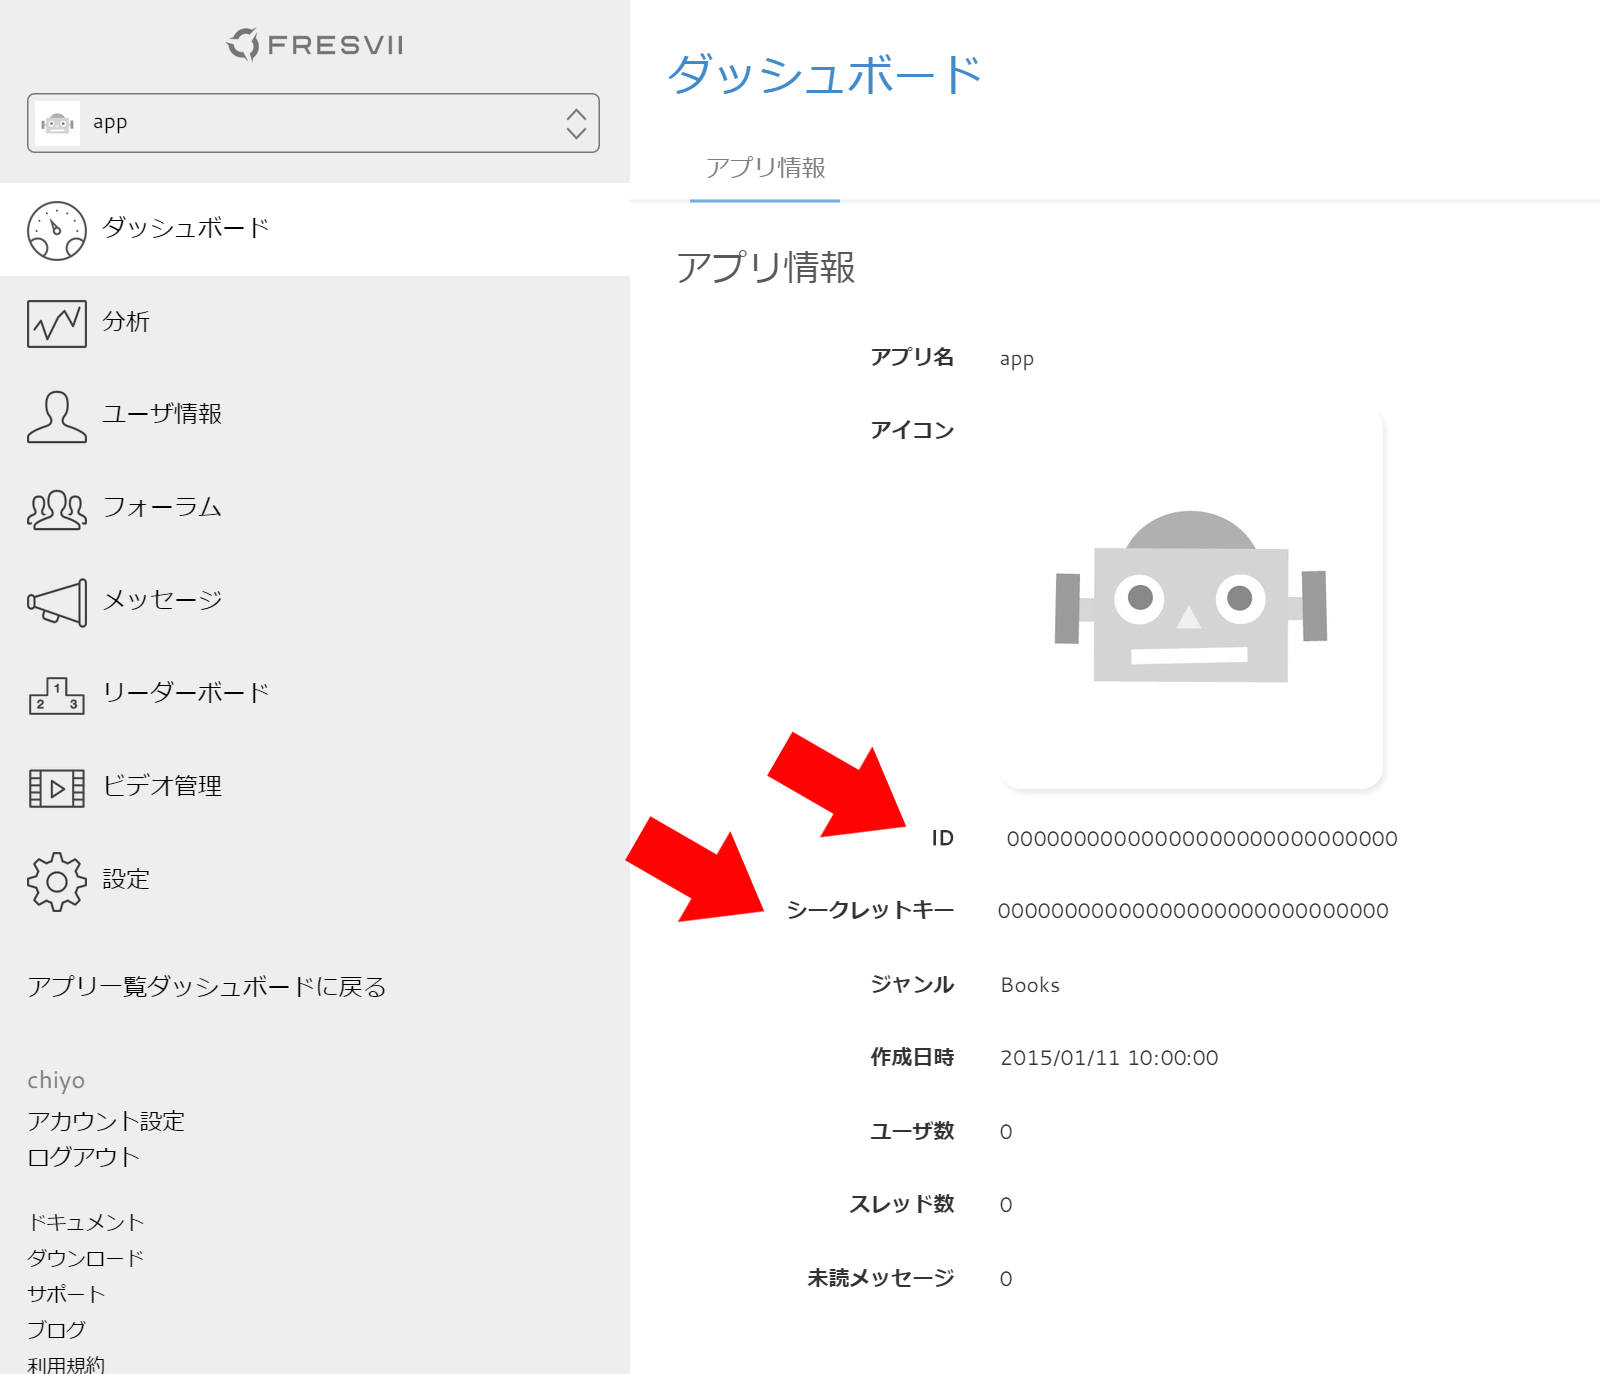 FRESVII
app
ダッシュボード
分析
ユーザ情報
フォーラム
メッセージ
1
2 3
リーダーボード
ビデオ管理
設定
アプリ一覧ダッシュボードに戻る
chiyo
アカウント設定
ログアウト
ドキュメント
ダウンロード
サポート
ブログ
利用規約
ダッシュボード
アプリ情報
アプリ情報
アプリ名 app
アイコン
ID 00000000000000000000000000000
シークレットキー 00000000000000000000000000000
ジャンル Books
作成日時 2015/01/11 10:00:00
ユーザ数 0
スレッド数 0
未読メッセージ 0